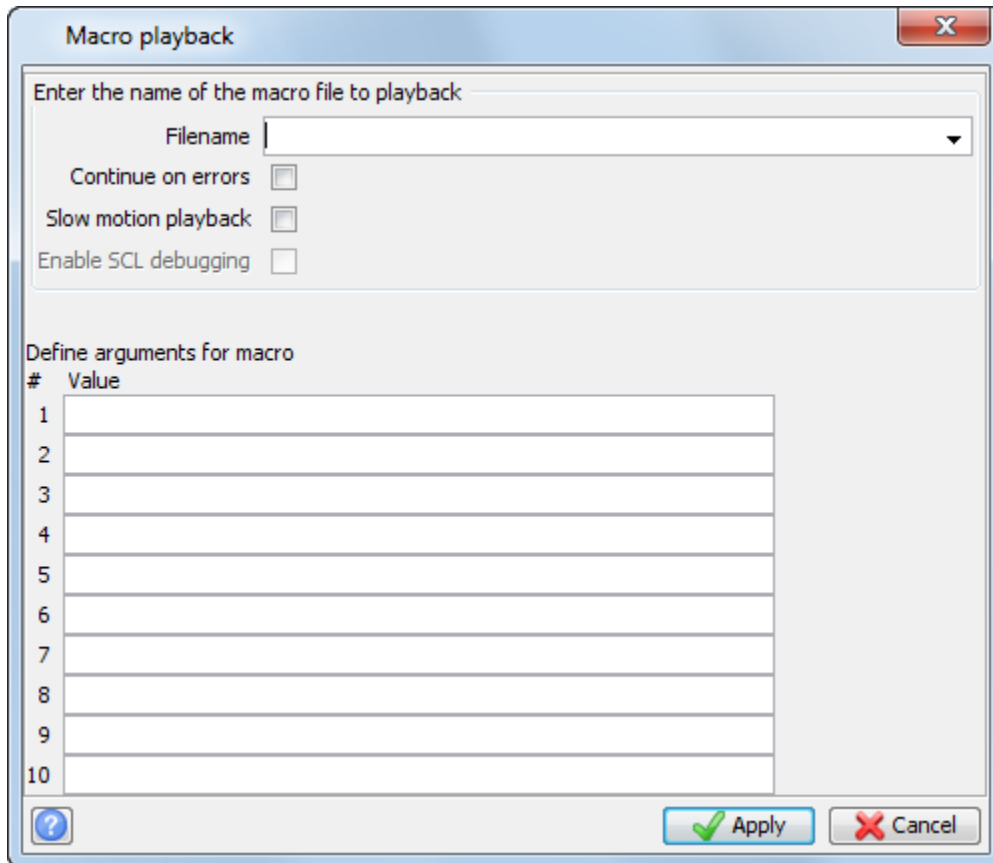 Macro playback
Enter the name of the macro file to playback
Filename
Continue on errors
Slow motion playback
Enable SCL debugging
Define arguments for macro
# Value
1
2
3
4
5
6
7
8
9
10
? Apply Cancel